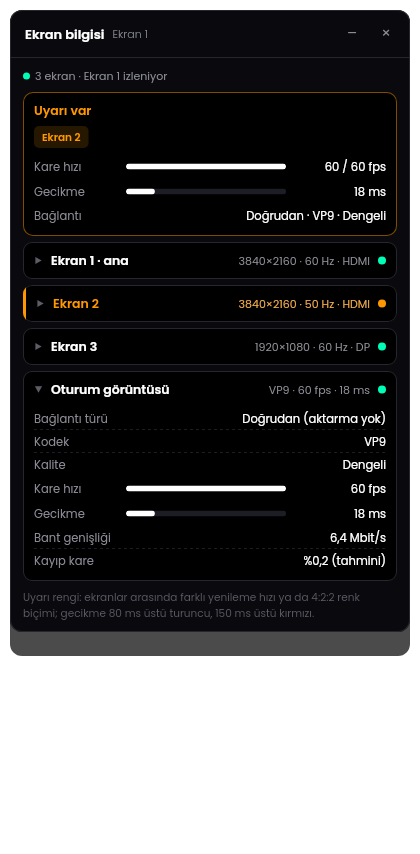 Ekran bilgisi Ekran 1
3 ekran · Ekran 1 izleniyor
Uyarı var
Ekran 2
Kare hızı 60 / 60 fps
Gecikme 18 ms
Bağlantı Doğrudan · VP9 · Dengeli
Ekran 1 · ana 3840×2160 · 60 Hz · HDMI
Ekran 2 3840×2160 · 50 Hz · HDMI
Ekran 3 1920×1080 · 60 Hz · DP
Oturum görüntüsü VP9 · 60 fps · 18 ms
Bağlantı türü Doğrudan (aktarma yok)
Kodek VP9
Kalite Dengeli
Kare hızı 60 fps
Gecikme 18 ms
Bant genişliği 6,4 Mbit/s
Kayıp kare %0,2 (tahmini)
Uyarı rengi: ekranlar arasında farklı yenileme hızı ya da 4:2:2 renk
biçimi; gecikme 80 ms üstü turuncu, 150 ms üstü kırmızı.